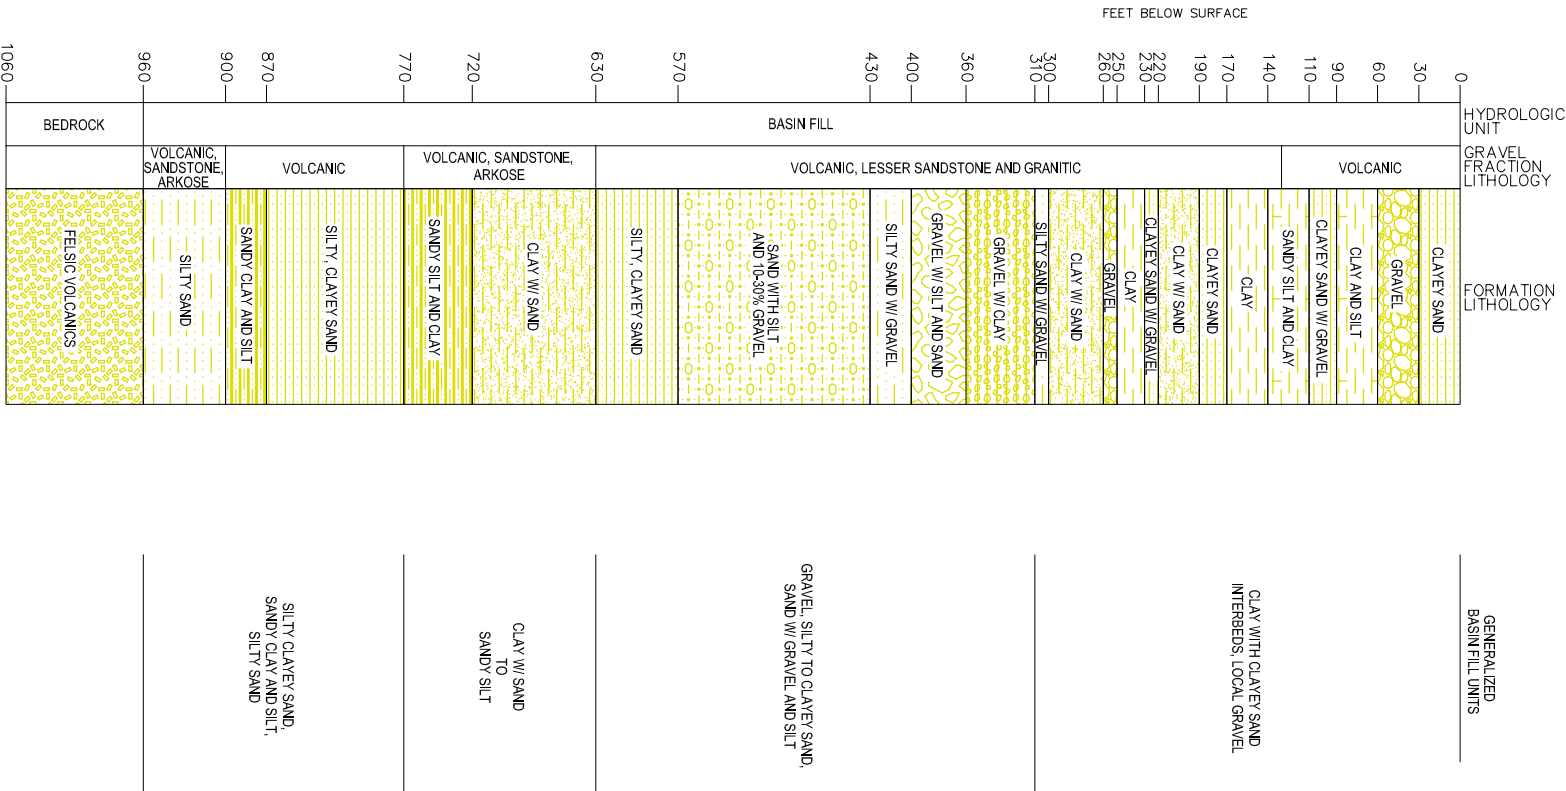 FEET BELOW SURFACE
1060
960
900
870
770
720
630
570
430
400
360
310
300
260
250
230
220
190
170
140
110
90
60
30
0
HYDROLOGIC
UNIT
BEDROCK
BASIN FILL
GRAVEL
FRACTION
LITHOLOGY
VOLCANIC,
SANDSTONE,
ARKOSE
VOLCANIC
VOLCANIC, SANDSTONE,
ARKOSE
VOLCANIC, LESSER SANDSTONE AND GRANITIC
VOLCANIC
FORMATION
LITHOLOGY
FELSIC VOLCANICS
SILTY SAND
SANDY CLAY AND SILT
SILTY, CLAYEY SAND
SANDY SILT AND CLAY
CLAY W/ SAND
SILTY, CLAYEY SAND
SAND WITH SILT
AND 10-30% GRAVEL
SILTY SAND W/ GRAVEL
GRAVEL W/ SILT AND SAND
GRAVEL W/ CLAY
SILTY SAND W/ GRAVEL
CLAY W/ SAND
GRAVEL
CLAY
CLAYEY SAND W/ GRAVEL
CLAY W/ SAND
CLAYEY SAND
CLAY
SANDY SILT AND CLAY
CLAYEY SAND W/ GRAVEL
CLAY AND SILT
GRAVEL
CLAYEY SAND
GENERALIZED
BASIN FILL UNITS
SILTY CLAYEY SAND,
SANDY CLAY AND SILT,
SILTY SAND
CLAY W/ SAND
TO
SANDY SILT
GRAVEL, SILTY TO CLAYEY SAND,
SAND W/ GRAVEL AND SILT
CLAY WITH CLAYEY SAND
INTERBEDS, LOCAL GRAVEL